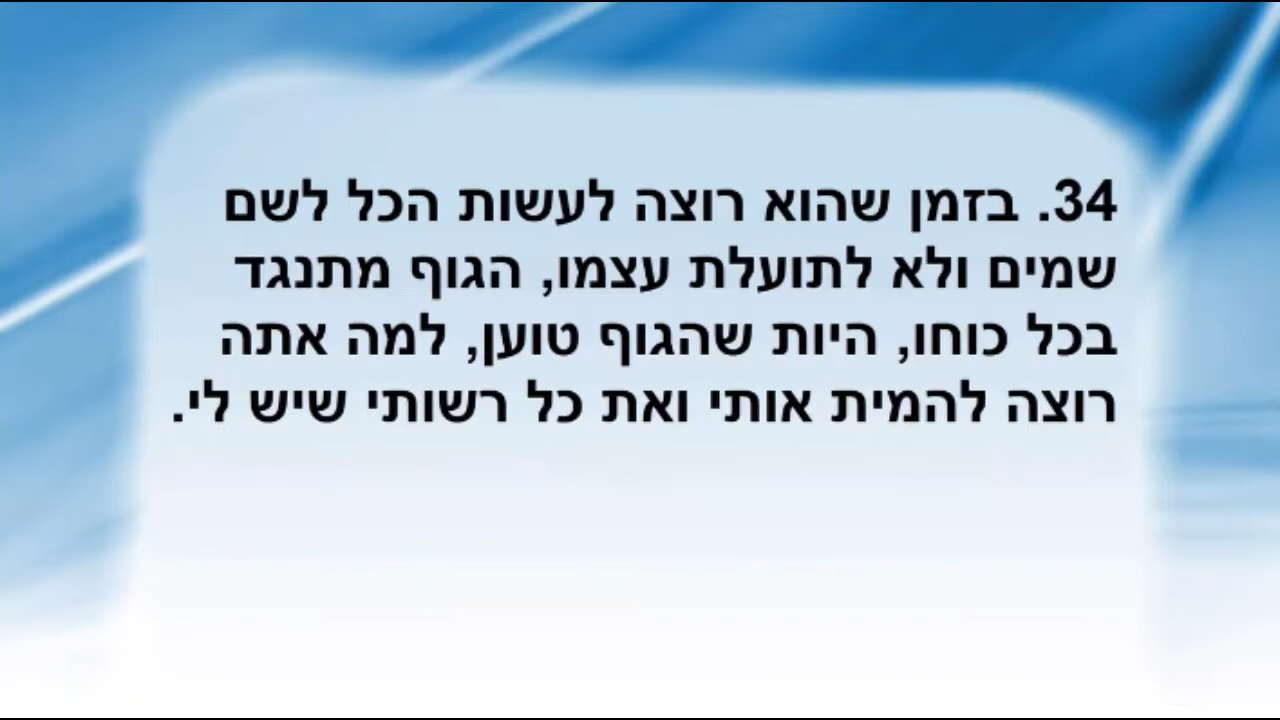 34. בזמן שהוא רוצה לעשות הכל לשם
שמים ולא לתועלת עצמו, הגוף מתנגד
בכל כוחו, היות שהגוף טוען, למה אתה
רוצה להמית אותי ואת כל רשותי שיש לי.